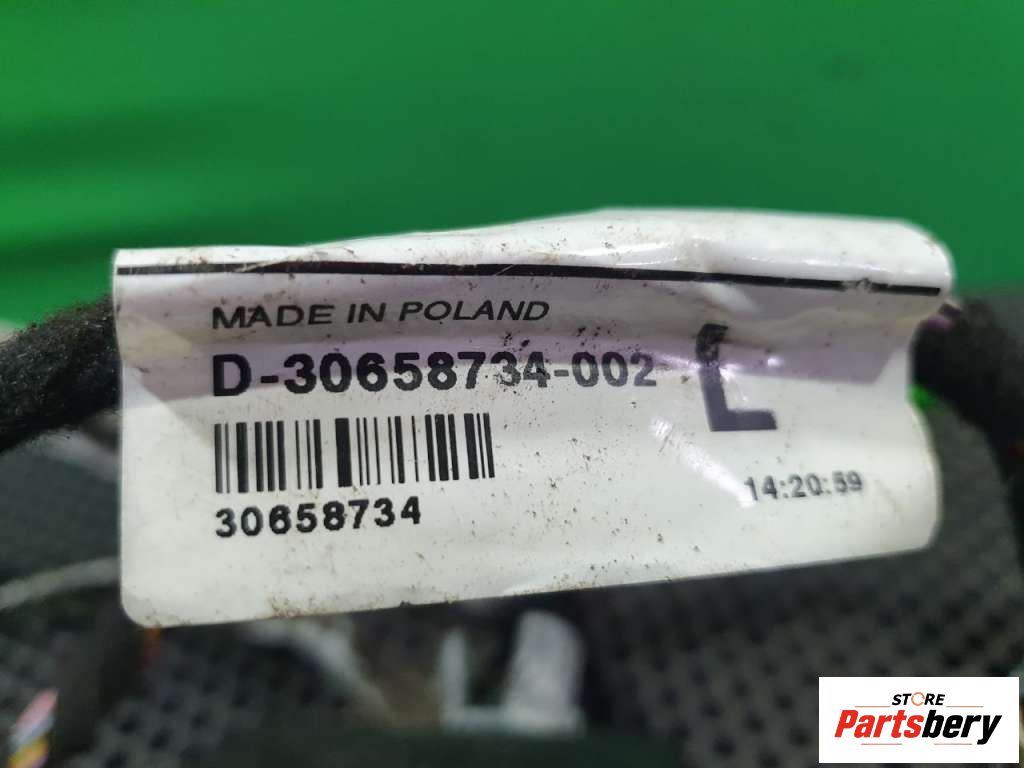 MADE IN POLAND
D-30658734-002
L
30658734
14:20:59
STORE
Partsbery